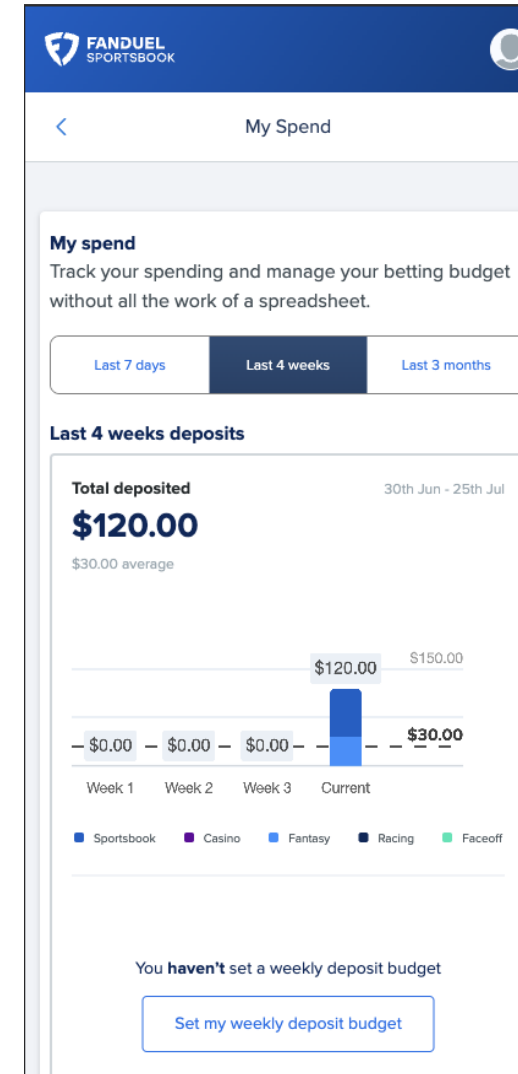 FANDUEL
SPORTSBOOK
My Spend
My spend
Track your spending and manage your betting budget
without all the work of a spreadsheet.
Last 7 days
Last 4 weeks
Last 3 months
Last 4 weeks deposits
Total deposited
30th Jun - 25th Jul
$120.00
$30.00 average
$120.00
$150.00
$0.00
$0.00
$0.00
$30.00
Week 1
Week 2
Week 3
Current
Sportsbook
Casino
Fantasy
Racing
Faceoff
You haven't set a weekly deposit budget
Set my weekly deposit budget